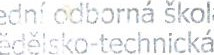 ední odborná škol
ědělsko-technická